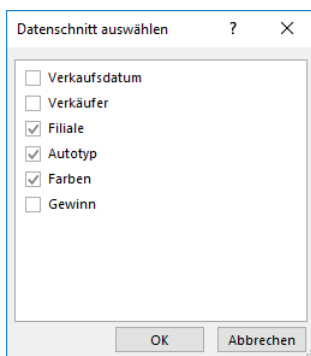 Datenschnitt auswählen ? ×
Verkaufsdatum
Verkäufer
Filiale
Autotyp
Farben
Gewinn
OK Abbrechen